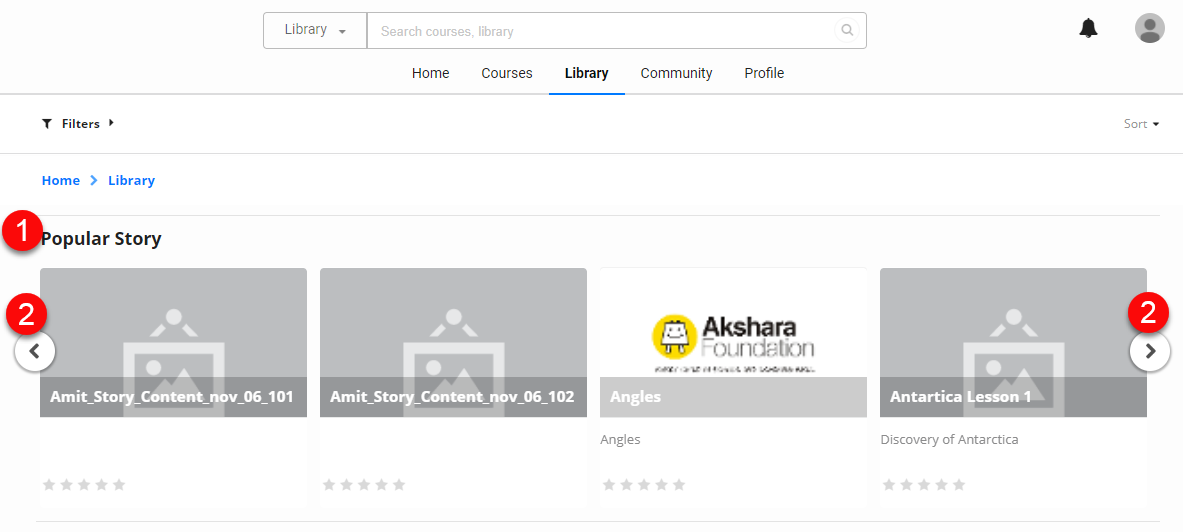 Library
Search courses, library
Home Courses Library Community Profile
Filters
Sort
Home Library
1
Popular Story
2
2
Akshara
Foundation
Amit_Story_Content_nov_06_101
Amit_Story_Content_nov_06_102
Angles
Antartica Lesson 1
Angles
Discovery of Antarctica